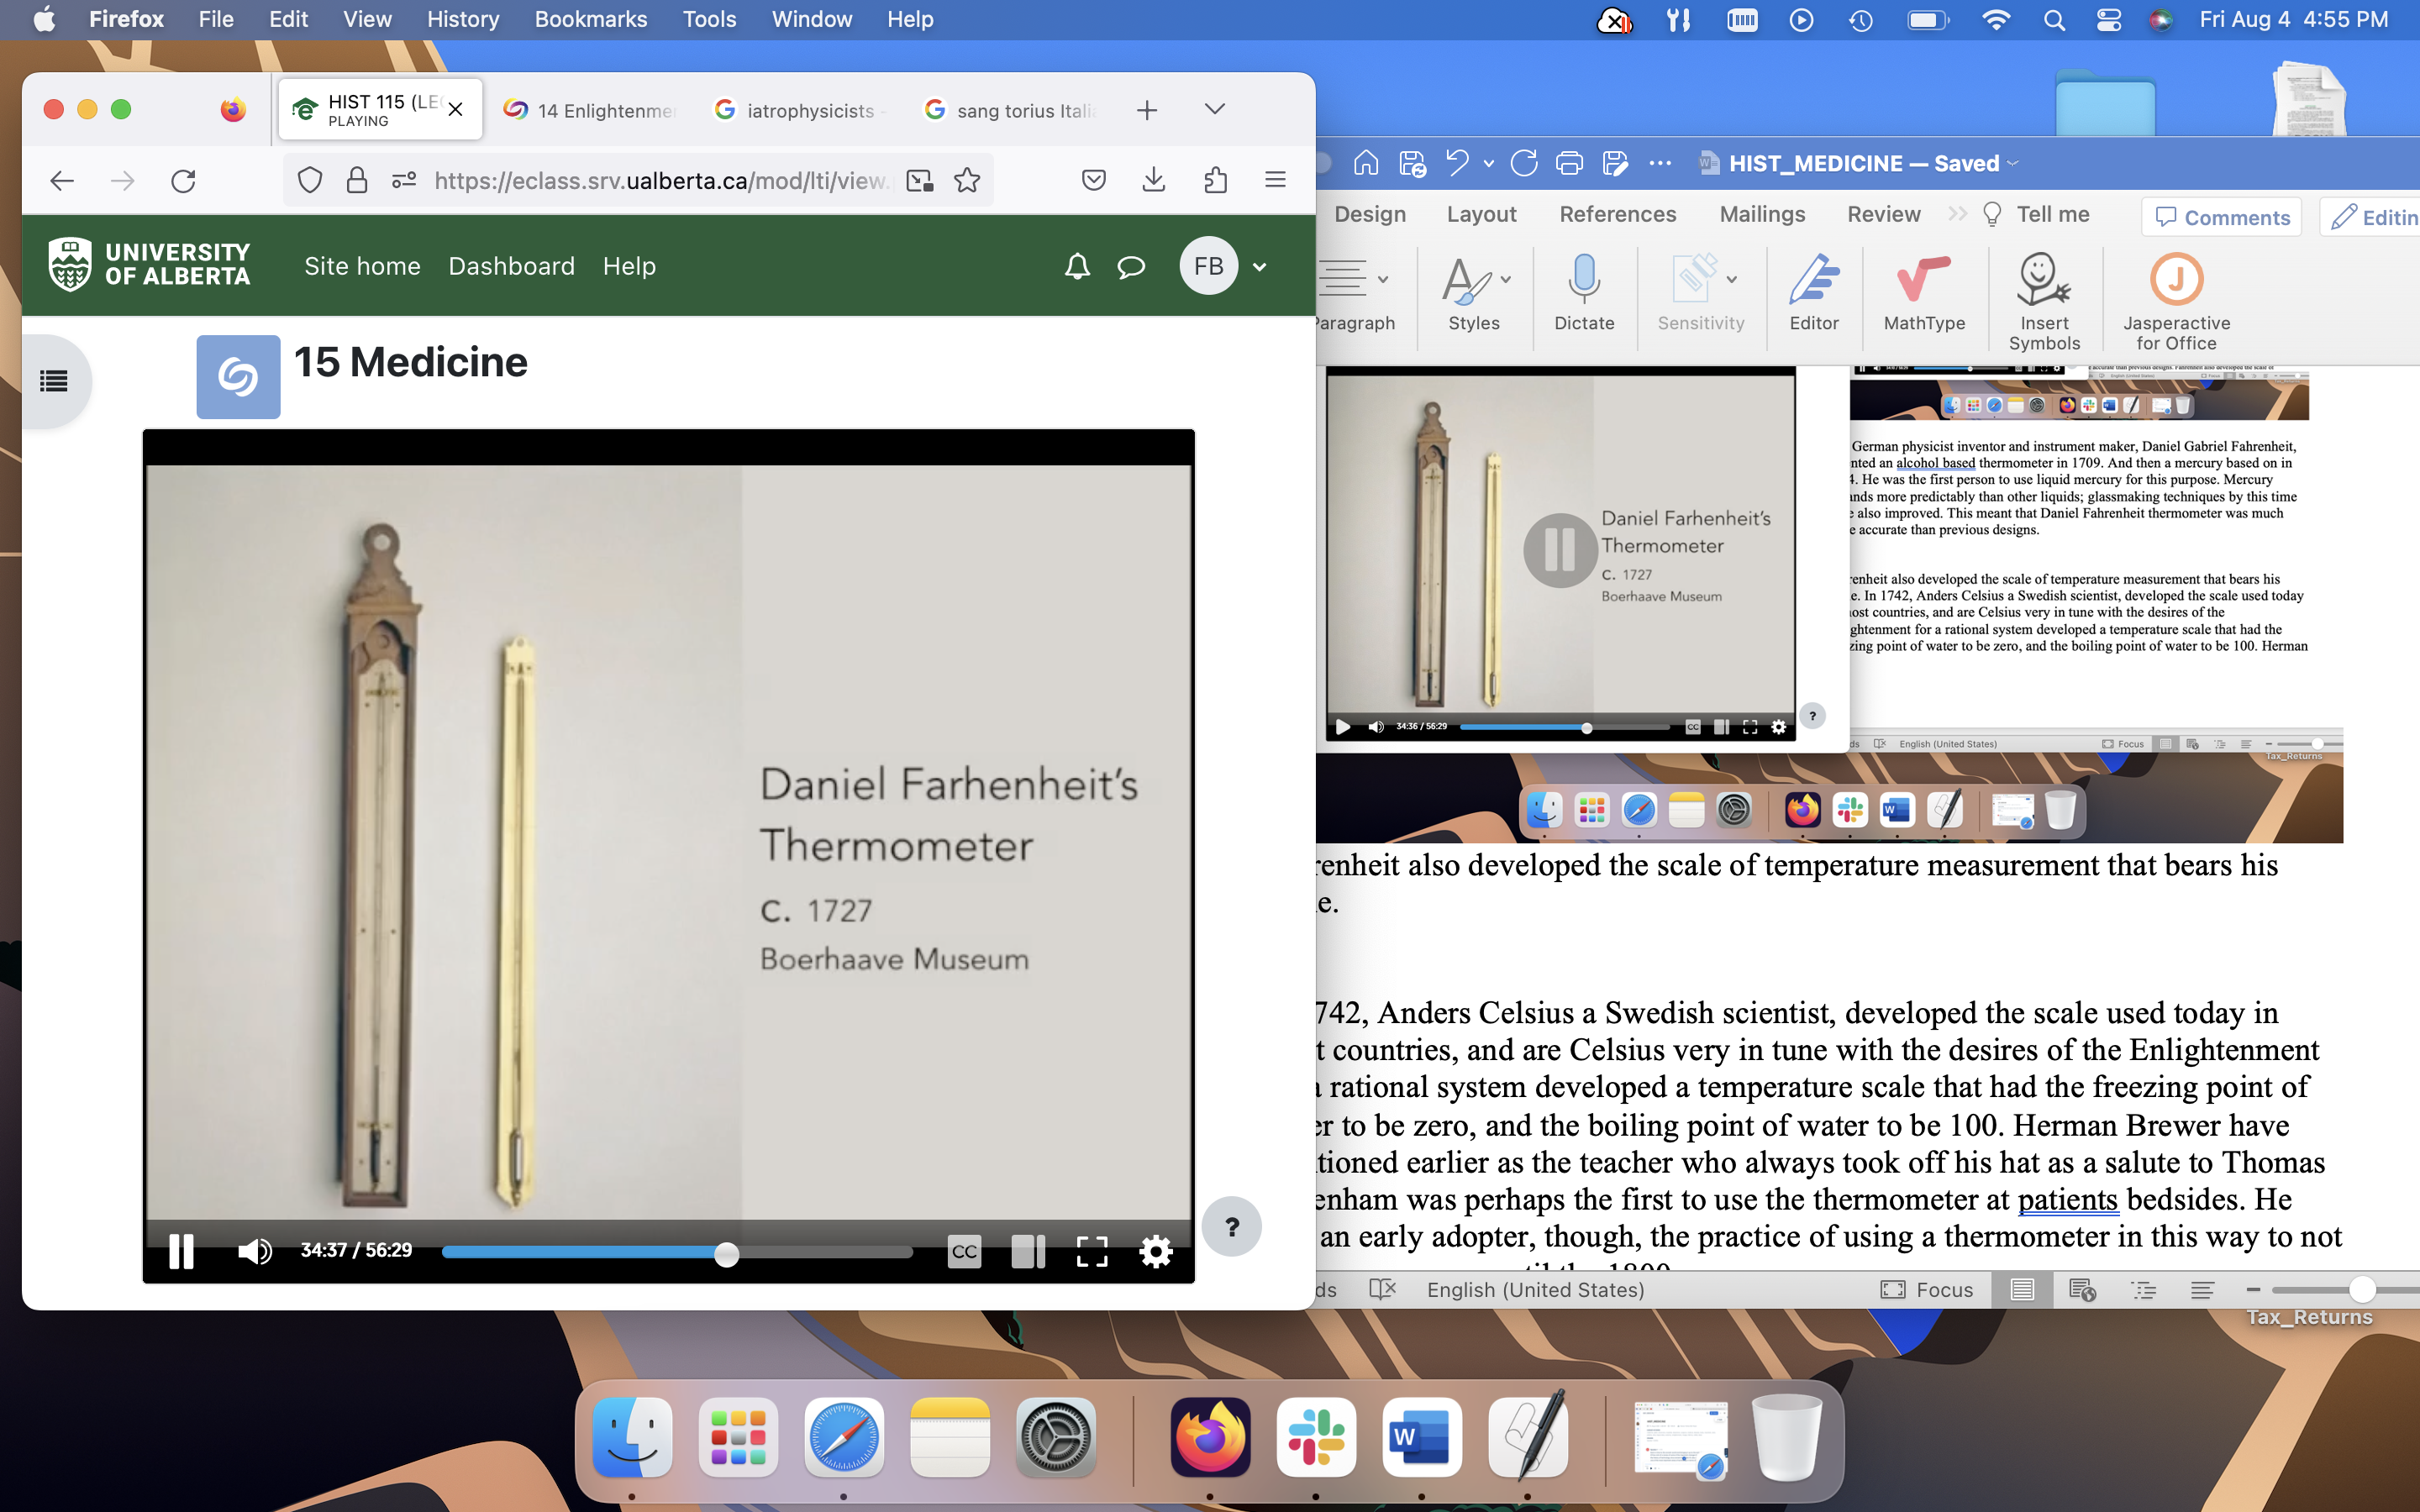 Firefox File Edit View History Bookmarks Tools Window Help
Fri Aug 4 4:55 PM
HIST 115 (LEC
PLAYING
14 Enlightenme
iatrophysicists -
sang torius Itali
https://eclass.srv.ualberta.ca/mod/lti/view.
UNIVERSITY
OF ALBERTA
Site home Dashboard Help
FB
15 Medicine
Daniel Farhenheit's
Thermometer
C. 1727
Boerhaave Museum
34:37 / 56:29
CC
?
HIST_MEDICINE — Saved
Design Layout References Mailings Review Tell me
Comments
Editin
Paragraph
Styles
Dictate
Sensitivity
Editor
MathType
Insert
Symbols
Jasperactive
for Office
J
Daniel Farhenheit's
Thermometer
C. 1727
Boerhaave Museum
34:36 / 56:29
CC
?
German physicist inventor and instrument maker, Daniel Gabriel Fahrenheit,
nted an alcohol based thermometer in 1709. And then a mercury based on in
4. He was the first person to use liquid mercury for this purpose. Mercury
ands more predictably than other liquids; glassmaking techniques by this time
e also improved. This meant that Daniel Fahrenheit thermometer was much
e accurate than previous designs.
renheit also developed the scale of temperature measurement that bears his
e. In 1742, Anders Celsius a Swedish scientist, developed the scale used today
ost countries, and are Celsius very in tune with the desires of the
ghtenment for a rational system developed a temperature scale that had the
zing point of water to be zero, and the boiling point of water to be 100. Herman
ds English (United States) Focus
Tax_Returns
W
renheit also developed the scale of temperature measurement that bears his
e.
742, Anders Celsius a Swedish scientist, developed the scale used today in
t countries, and are Celsius very in tune with the desires of the Enlightenment
a rational system developed a temperature scale that had the freezing point of
er to be zero, and the boiling point of water to be 100. Herman Brewer have
tioned earlier as the teacher who always took off his hat as a salute to Thomas
enham was perhaps the first to use the thermometer at patients bedsides. He
an early adopter, though, the practice of using a thermometer in this way to not
til the 1800
ds English (United States) Focus
Tax_Returns
W